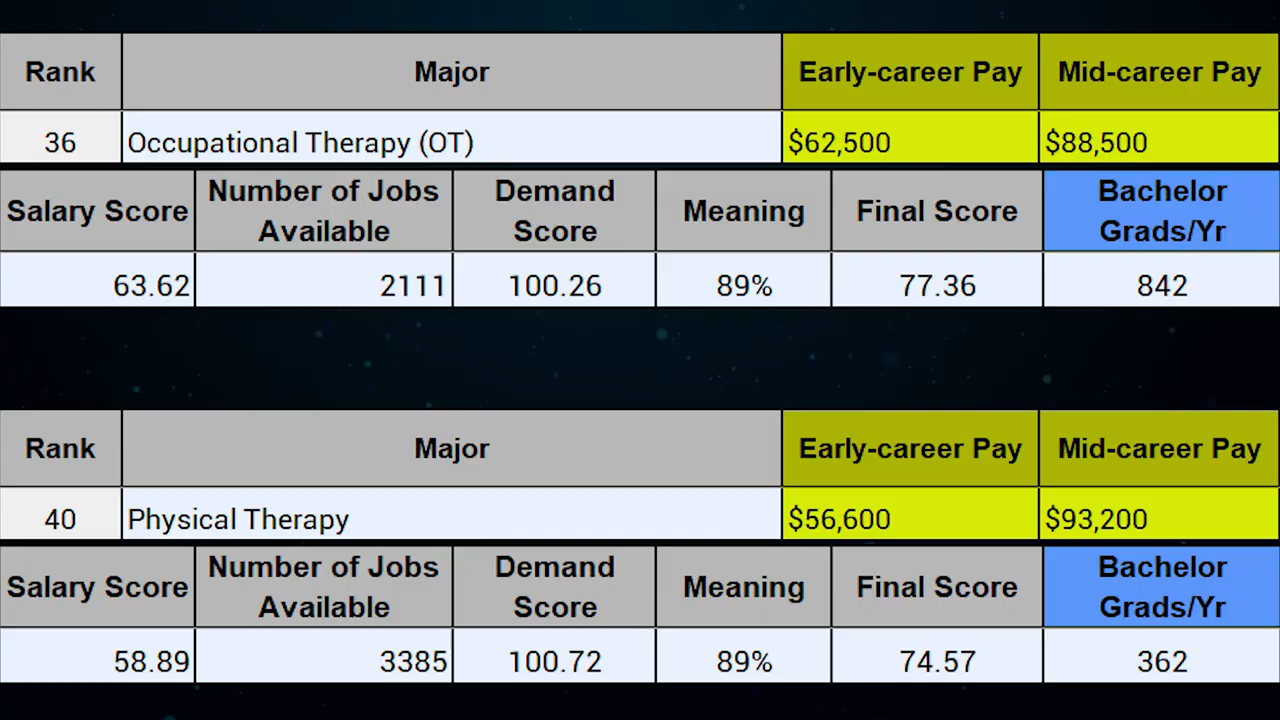 Rank Major Early-career Pay Mid-career Pay
36 Occupational Therapy (OT) $62,500 $88,500
Salary Score Number of Jobs Available Demand Score Meaning Final Score Bachelor Grads/Yr
63.62 2111 100.26 89% 77.36 842
Rank Major Early-career Pay Mid-career Pay
40 Physical Therapy $56,600 $93,200
Salary Score Number of Jobs Available Demand Score Meaning Final Score Bachelor Grads/Yr
58.89 3385 100.72 89% 74.57 362